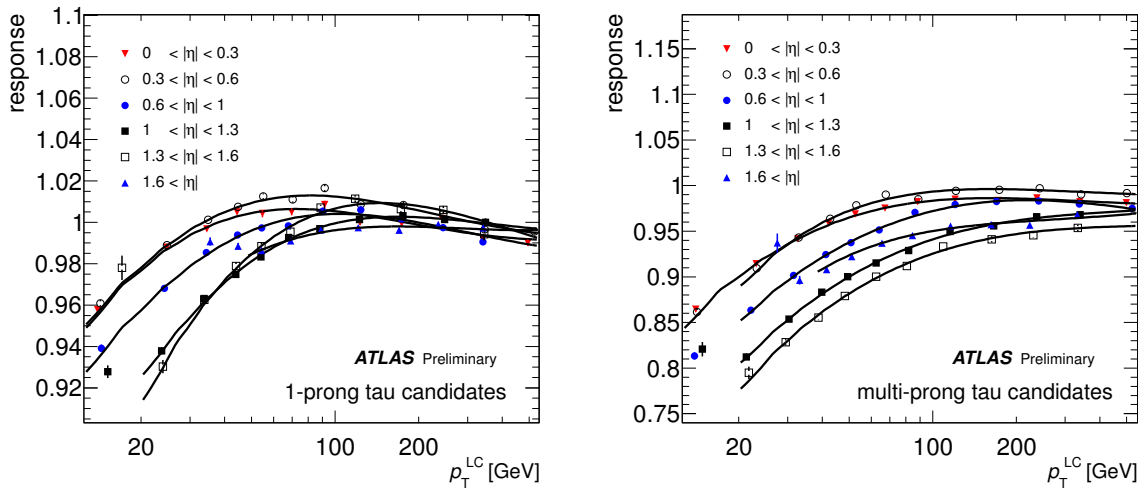 response
1.1
1.08
1.06
1.04
1.02
1
0.98
0.96
0.94
0.92
0 < |η| < 0.3
0.3 < |η| < 0.6
0.6 < |η| < 1
1 < |η| < 1.3
1.3 < |η| < 1.6
1.6 < |η|
ATLAS Preliminary
1-prong tau candidates
20 100 200
p_T^LC [GeV]
response
1.15
1.1
1.05
1
0.95
0.9
0.85
0.8
0.75
0 < |η| < 0.3
0.3 < |η| < 0.6
0.6 < |η| < 1
1 < |η| < 1.3
1.3 < |η| < 1.6
1.6 < |η|
ATLAS Preliminary
multi-prong tau candidates
20 100 200
p_T^LC [GeV]